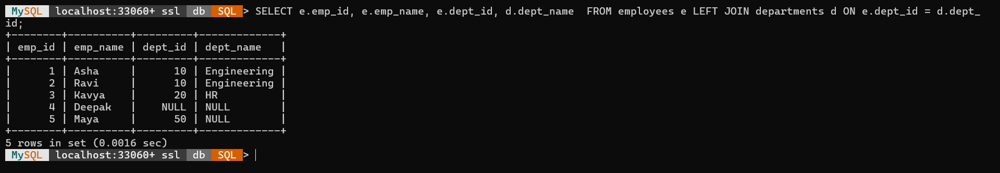 MySQL localhost:33060+ ssl db SQL > SELECT e.emp_id, e.emp_name, e.dept_id, d.dept_name  FROM employees e LEFT JOIN departments d ON e.dept_id = d.dept_
id;
+--------+----------+---------+-------------+
| emp_id | emp_name | dept_id | dept_name   |
+--------+----------+---------+-------------+
|      1 | Asha     |      10 | Engineering |
|      2 | Ravi     |      10 | Engineering |
|      3 | Kavya    |      20 | HR          |
|      4 | Deepak   |    NULL | NULL        |
|      5 | Maya     |      50 | NULL        |
+--------+----------+---------+-------------+
5 rows in set (0.0016 sec)
MySQL localhost:33060+ ssl db SQL >